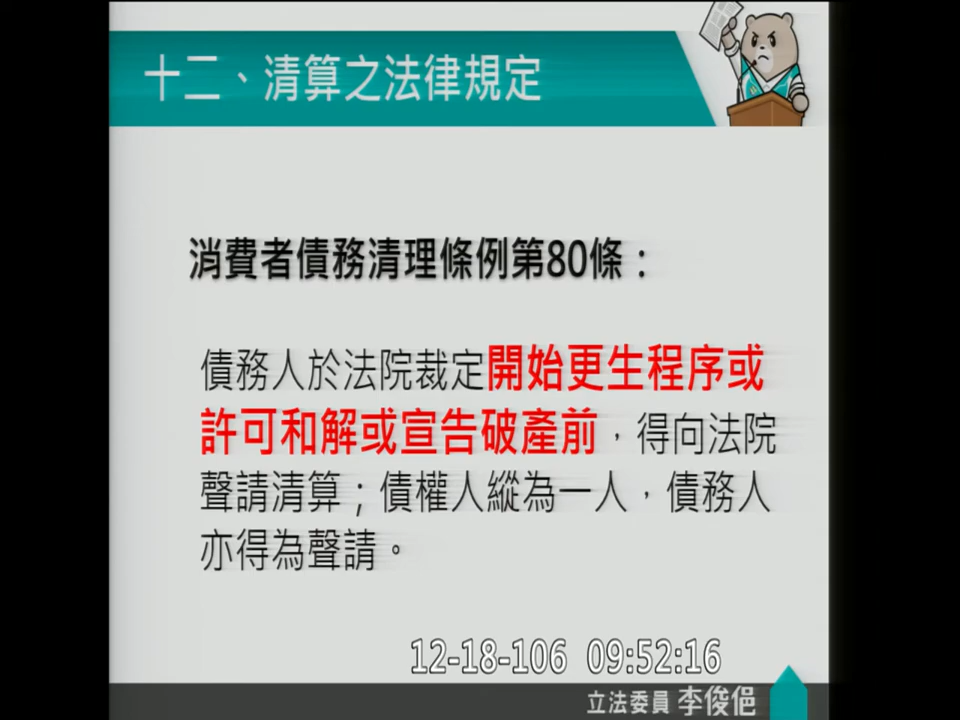 十二、清算之法律規定
消費者債務清理條例第80條：
債務人於法院裁定開始更生程序或
許可和解或宣告破產前，得向法院
聲請清算；債權人縱為一人，債務人
亦得為聲請。
12-18-106 09:52:16
立法委員 李俊俋